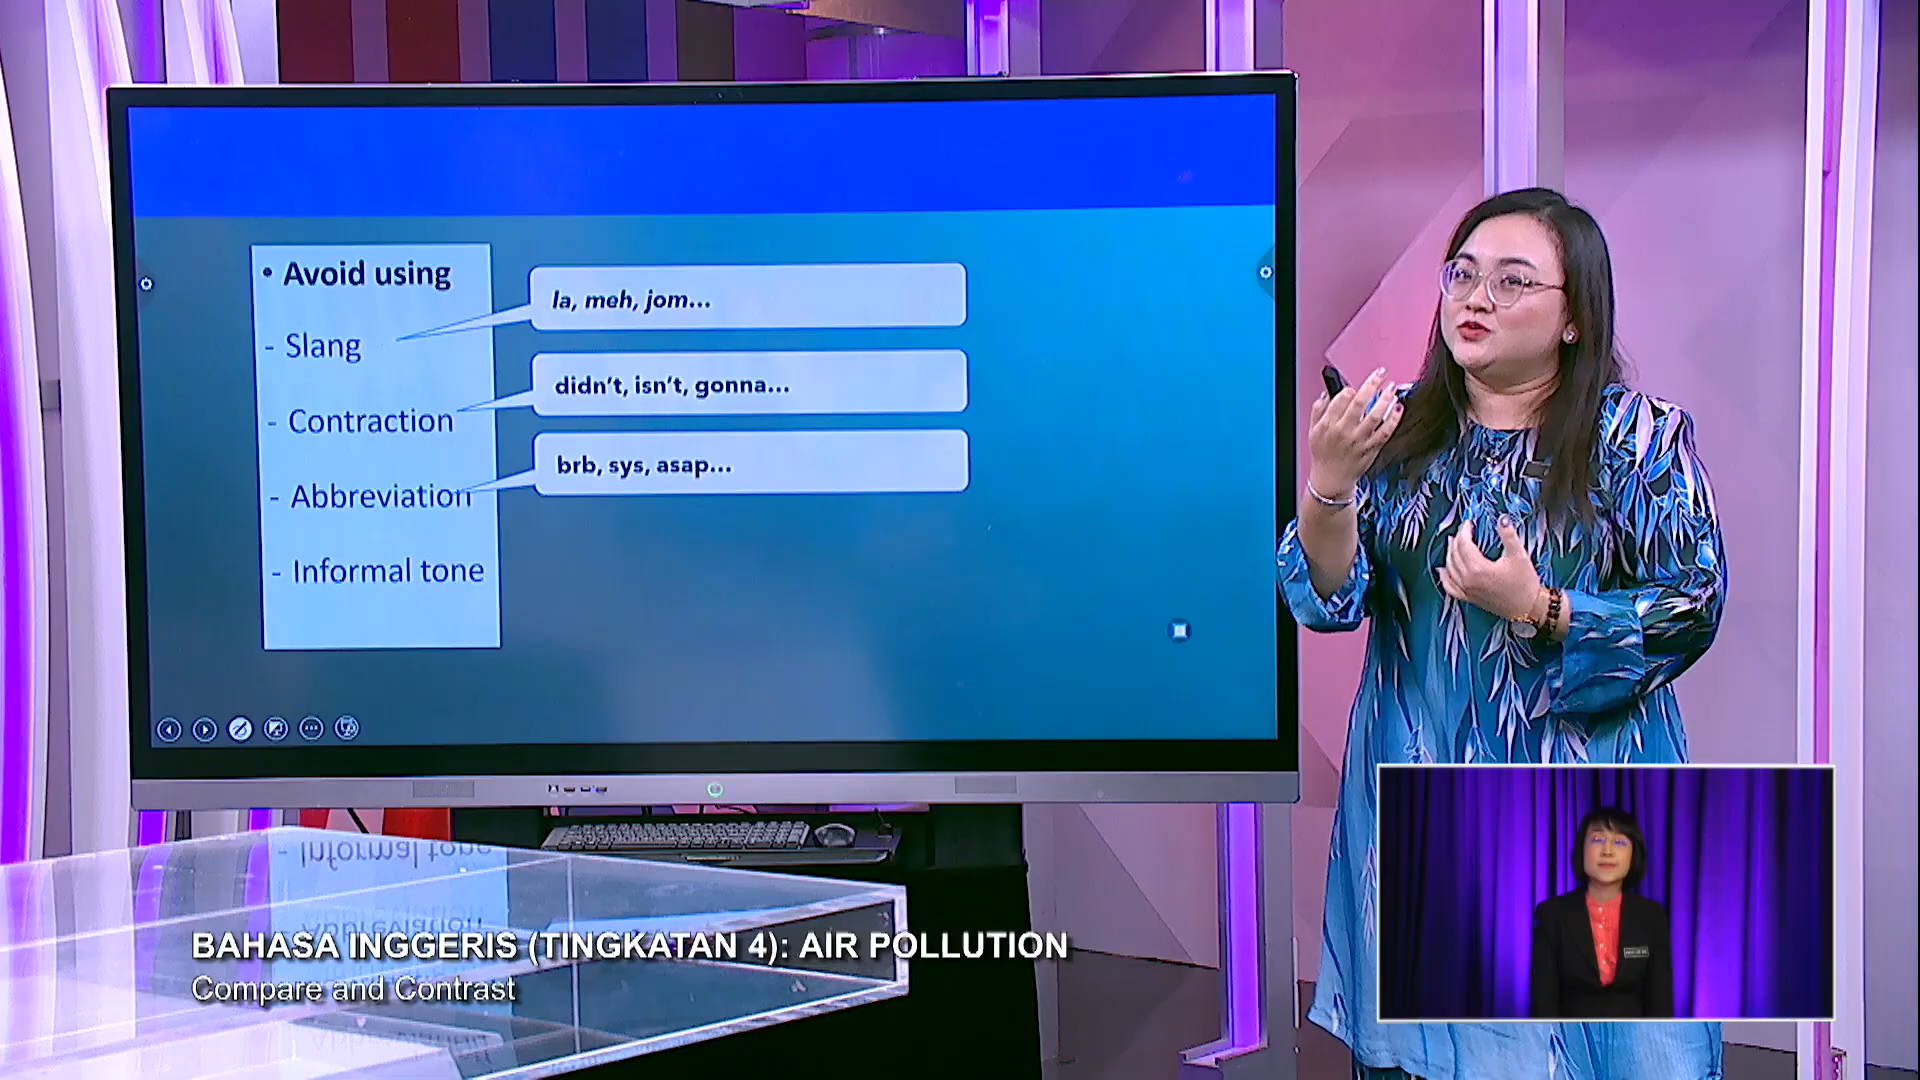 • Avoid using
- Slang
- Contraction
- Abbreviation
- Informal tone
la, meh, jom...
didn't, isn't, gonna...
brb, sys, asap...
BAHASA INGGERIS (TINGKATAN 4): AIR POLLUTION
Compare and Contrast